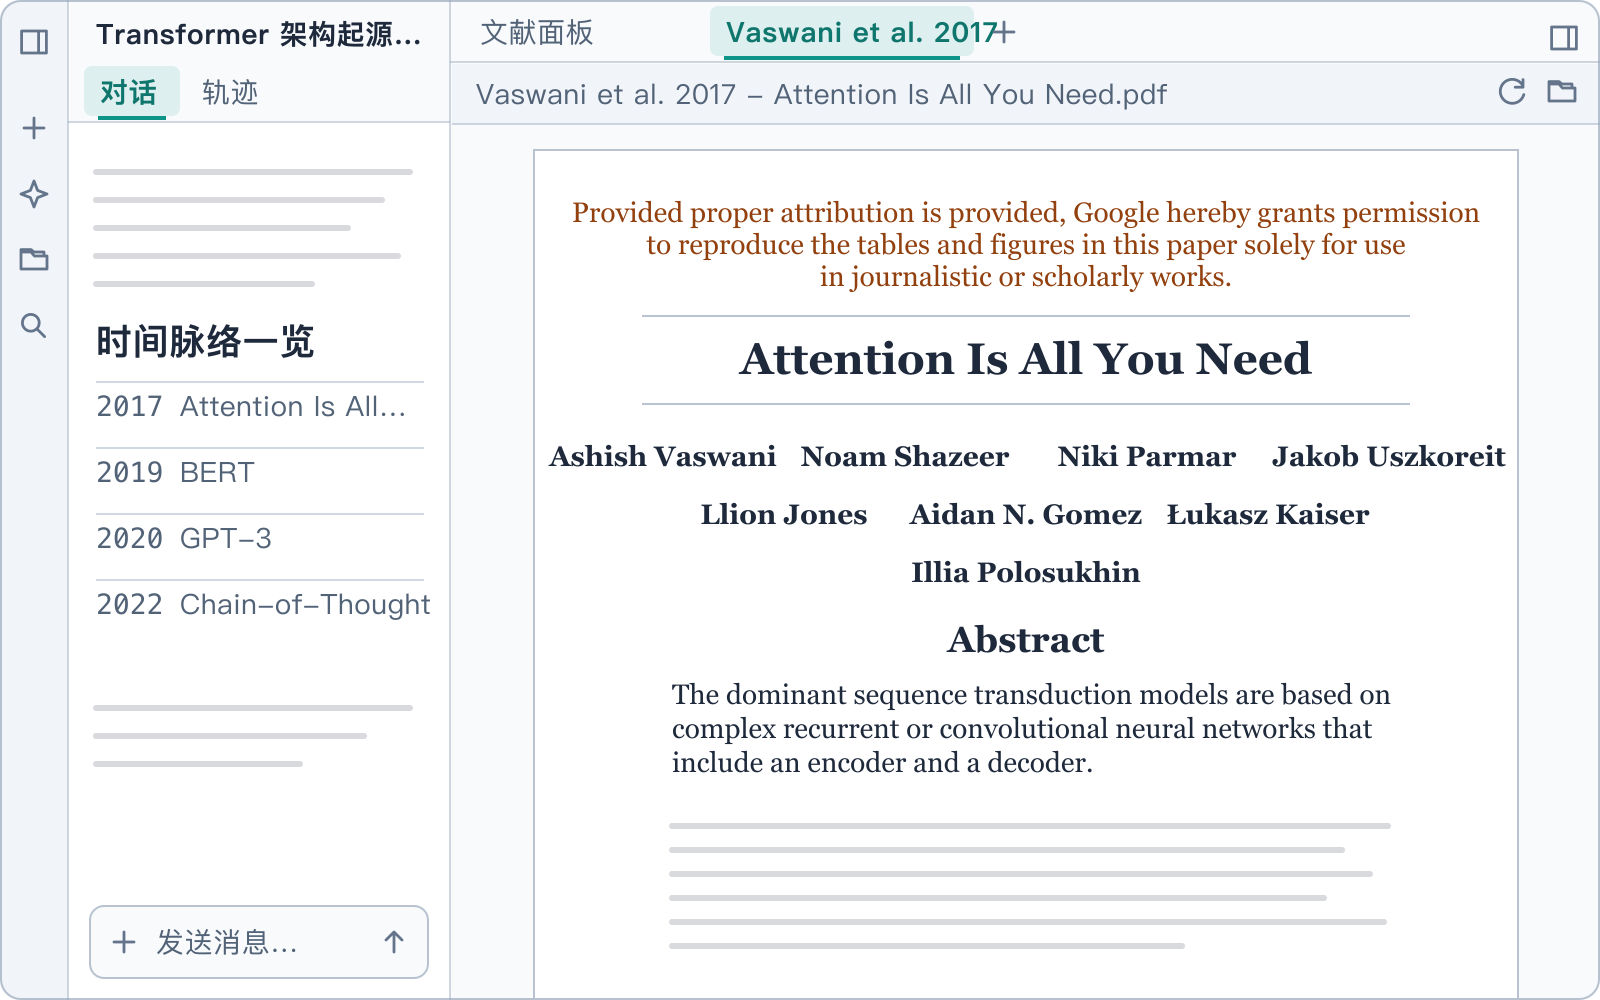 Transformer 架构起源...
对话
轨迹
时间脉络一览
2017 Attention Is All...
2019 BERT
2020 GPT-3
2022 Chain-of-Thought
发送消息...
文献面板
Vaswani et al. 2017
Vaswani et al. 2017 – Attention Is All You Need.pdf
Provided proper attribution is provided, Google hereby grants permission
to reproduce the tables and figures in this paper solely for use
in journalistic or scholarly works.
Attention Is All You Need
Ashish Vaswani Noam Shazeer Niki Parmar Jakob Uszkoreit
Llion Jones Aidan N. Gomez Łukasz Kaiser
Illia Polosukhin
Abstract
The dominant sequence transduction models are based on
complex recurrent or convolutional neural networks that
include an encoder and a decoder.